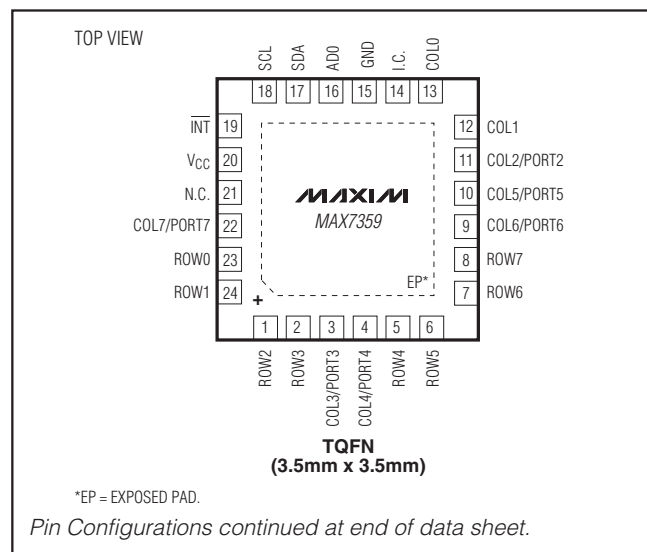 TOP VIEW
SCL
SDA
AD0
GND
I.C.
COL0
18
17
16
15
14
13
INT 19
VCC 20
N.C. 21
COL7/PORT7 22
ROW0 23
ROW1 24
12 COL1
11 COL2/PORT2
10 COL5/PORT5
9 COL6/PORT6
8 ROW7
7 ROW6
MAXIM
MAX7359
EP*
+
1
2
3
4
5
6
ROW2
ROW3
COL3/PORT3
COL4/PORT4
ROW4
ROW5
TQFN
(3.5mm x 3.5mm)
*EP = EXPOSED PAD.
Pin Configurations continued at end of data sheet.